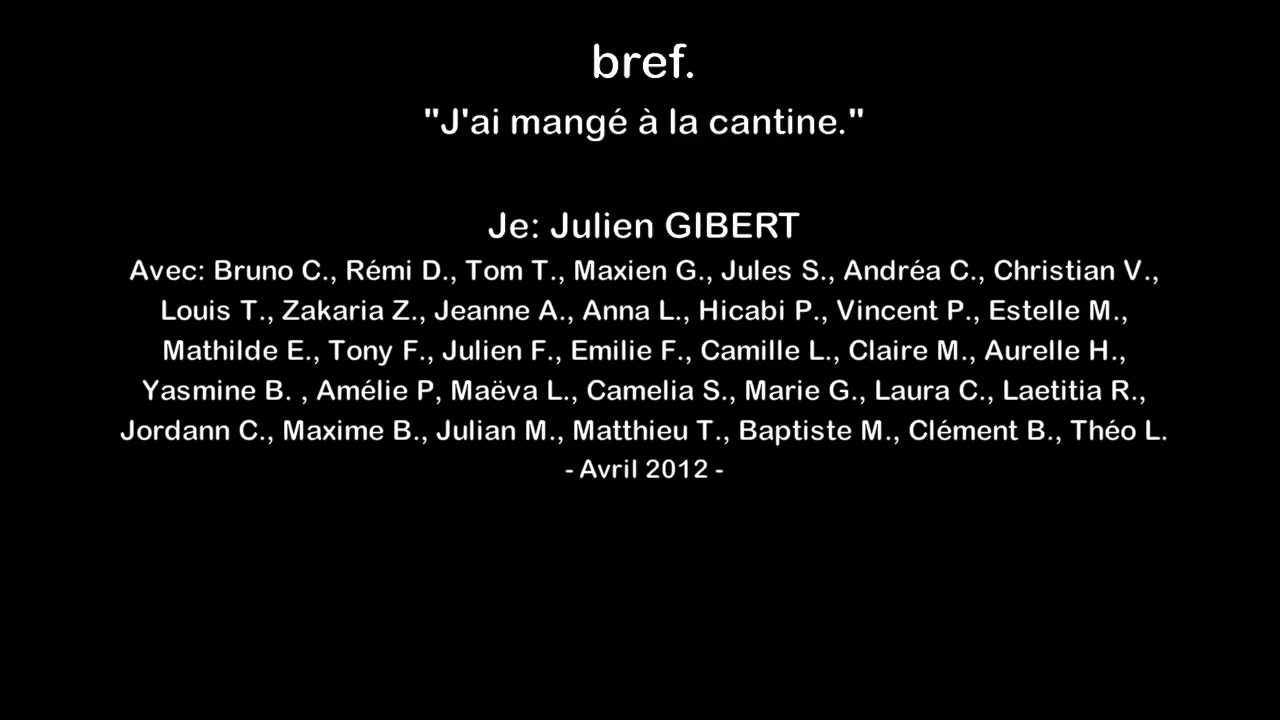 bref.
"J'ai mangé à la cantine."
Je: Julien GIBERT
Avec: Bruno C., Rémi D., Tom T., Maxien G., Jules S., Andréa C., Christian V.,
Louis T., Zakaria Z., Jeanne A., Anna L., Hicabi P., Vincent P., Estelle M.,
Mathilde E., Tony F., Julien F., Emilie F., Camille L., Claire M., Aurelle H.,
Yasmine B. , Amélie P, Maëva L., Camelia S., Marie G., Laura C., Laetitia R.,
Jordann C., Maxime B., Julian M., Matthieu T., Baptiste M., Clément B., Théo L.
- Avril 2012 -